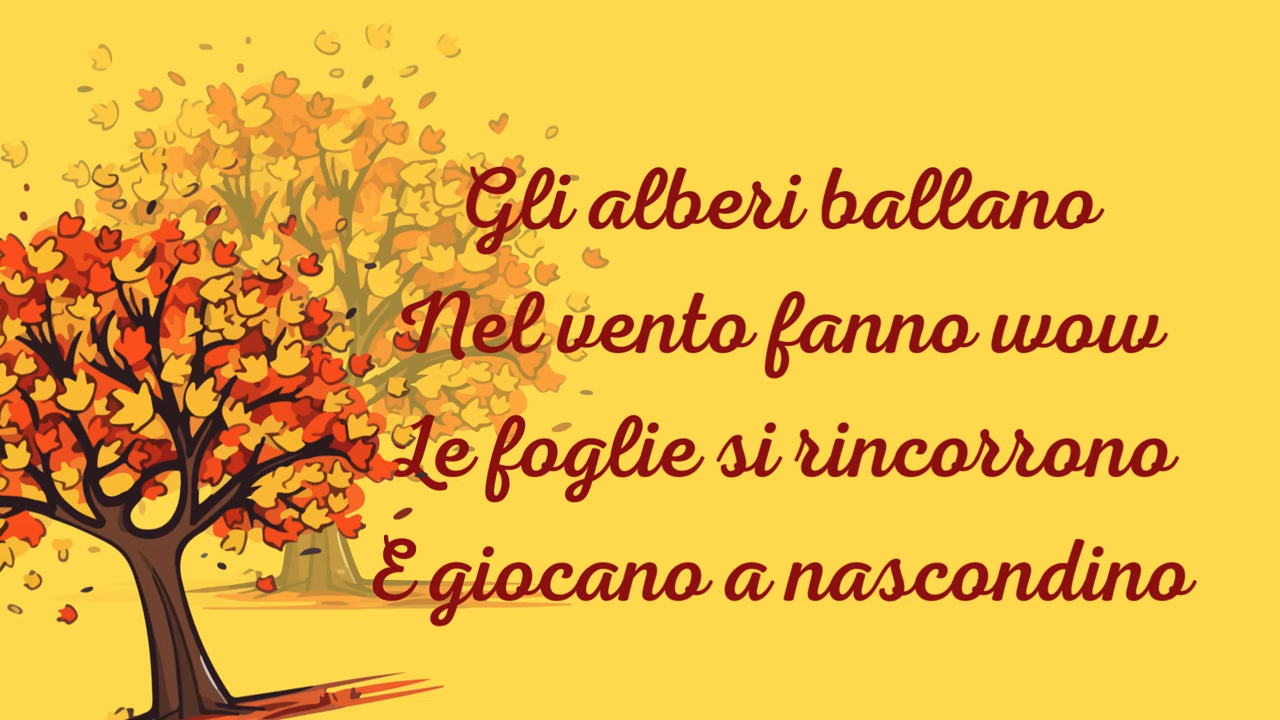 Gli alberi ballano
Nel vento fanno wow
Le foglie si rincorrono
E giocano a nascondino